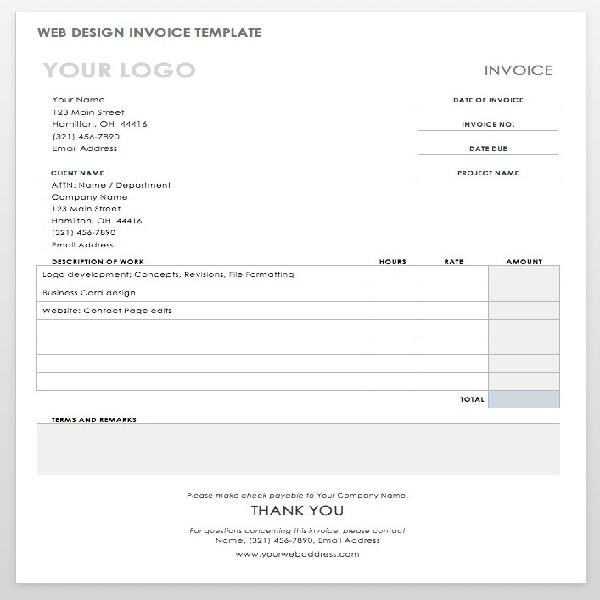 WEB DESIGN INVOICE TEMPLATE
YOUR LOGO
INVOICE
Your Name
123 Main Street
Hamilton, OH 44416
(321) 456-7890
Email Address
DATE OF INVOICE
INVOICE NO.
DATE DUE
CLIENT NAME
ATTN: Name / Department
Company Name
123 Main Street
Hamilton, OH 44416
(321) 456-7890
Email Address
PROJECT NAME
DESCRIPTION OF WORK HOURS RATE AMOUNT
Logo development; Concepts, Revisions, File Formatting
Business Card design
Website: Contact Page edits
TOTAL
TERMS AND REMARKS
Please make check payable to Your Company Name.
THANK YOU
For questions concerning this invoice, please contact
Name, (321) 456-7890, Email Address
www.yourwebaddress.com